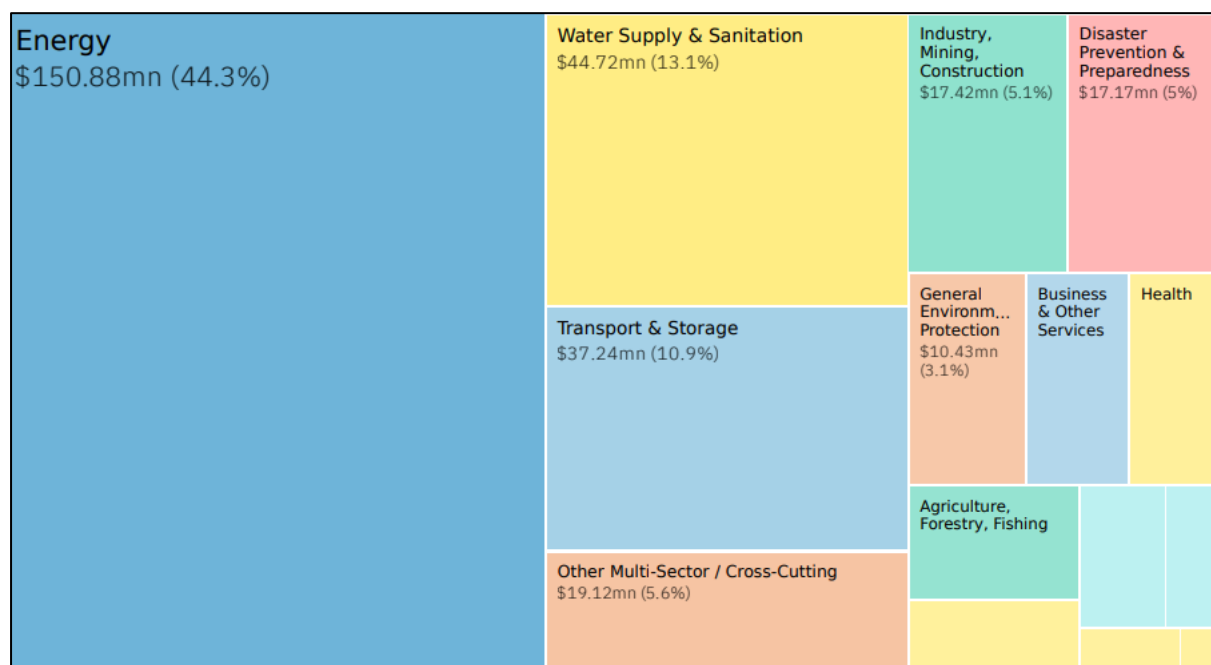 Energy
$150.88mn (44.3%)
Water Supply & Sanitation
$44.72mn (13.1%)
Transport & Storage
$37.24mn (10.9%)
Other Multi-Sector / Cross-Cutting
$19.12mn (5.6%)
Industry,
Mining,
Construction
$17.42mn (5.1%)
Disaster
Prevention &
Preparedness
$17.17mn (5%)
General
Environm...
Protection
$10.43mn
(3.1%)
Business
& Other
Services
Health
Agriculture,
Forestry, Fishing